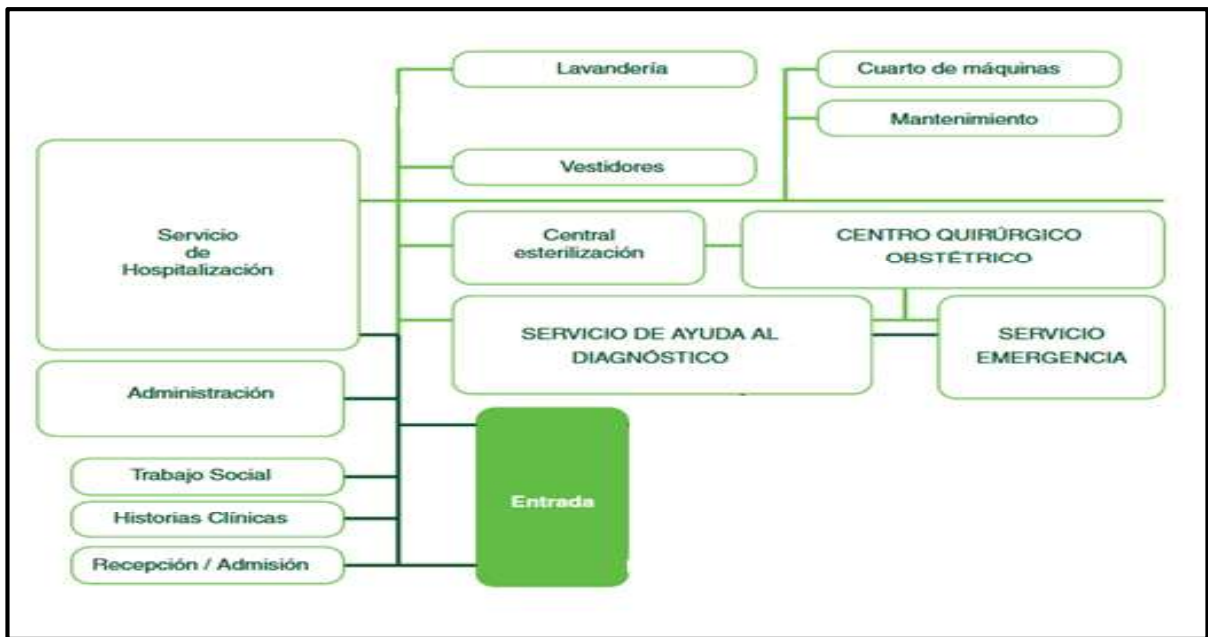 Lavandería
Cuarto de máquinas
Mantenimiento
Vestidores
Servicio
de
Hospitalización
Central
esterilización
CENTRO QUIRÚRGICO
OBSTÉTRICO
SERVICIO DE AYUDA AL
DIAGNÓSTICO
SERVICIO
EMERGENCIA
Administración
Trabajo Social
Historias Clínicas
Recepción / Admisión
Entrada